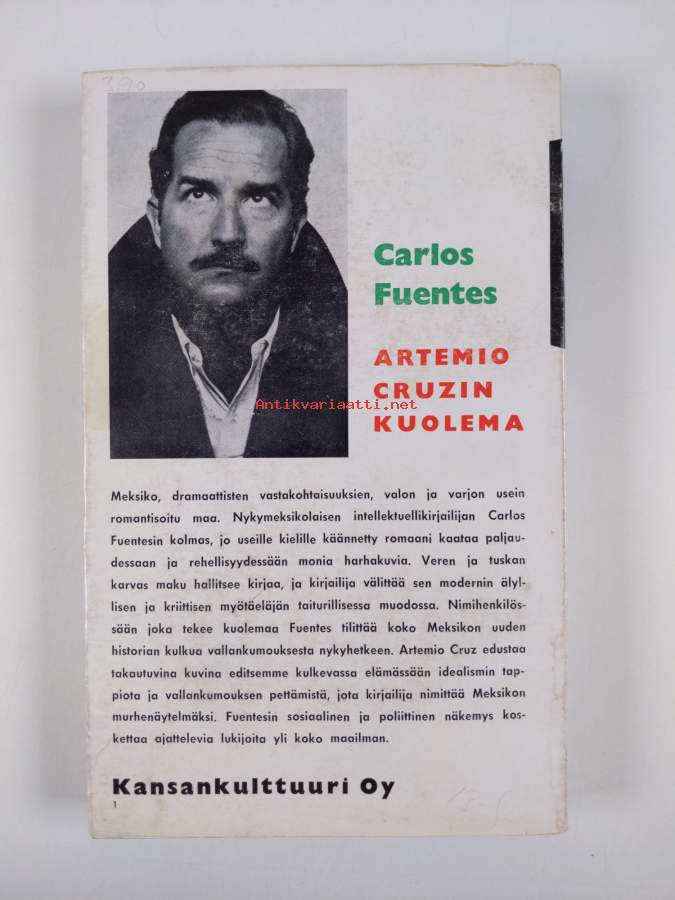 Carlos
Fuentes
ARTEMIO
CRUZIN
KUOLEMA
Antikvariaatti.net
Meksiko, dramaattisten vastakohtaisuuksien, valon ja varjon usein
romantisoitu maa. Nykymeksikolaisen intellektuellikirjailijan Carlos
Fuentesin kolmas, jo useille kielille käännetty romaani kaataa paljau-
dessaan ja rehellisyydessään monia harhakuvia. Veren ja tuskan
karvas maku hallitsee kirjaa, ja kirjailija välittää sen modernin älyl-
lisen ja kriittisen myötäeläjän taiturillisessa muodossa. Nimihenkilös-
sään joka tekee kuolemaa Fuentes tilittää koko Meksikon uuden
historian kulkua vallankumouksesta nykyhetkeen. Artemio Cruz edustaa
takautuvina kuvina editsemme kulkevassa elämässään idealismin tap-
piota ja vallankumouksen pettämistä, jota kirjailija nimittää Meksikon
murhenäytelmäksi. Fuentesin sosiaalinen ja poliittinen näkemys kos-
kettaa ajattelevia lukijoita yli koko maailman.
Kansankulttuuri Oy
1